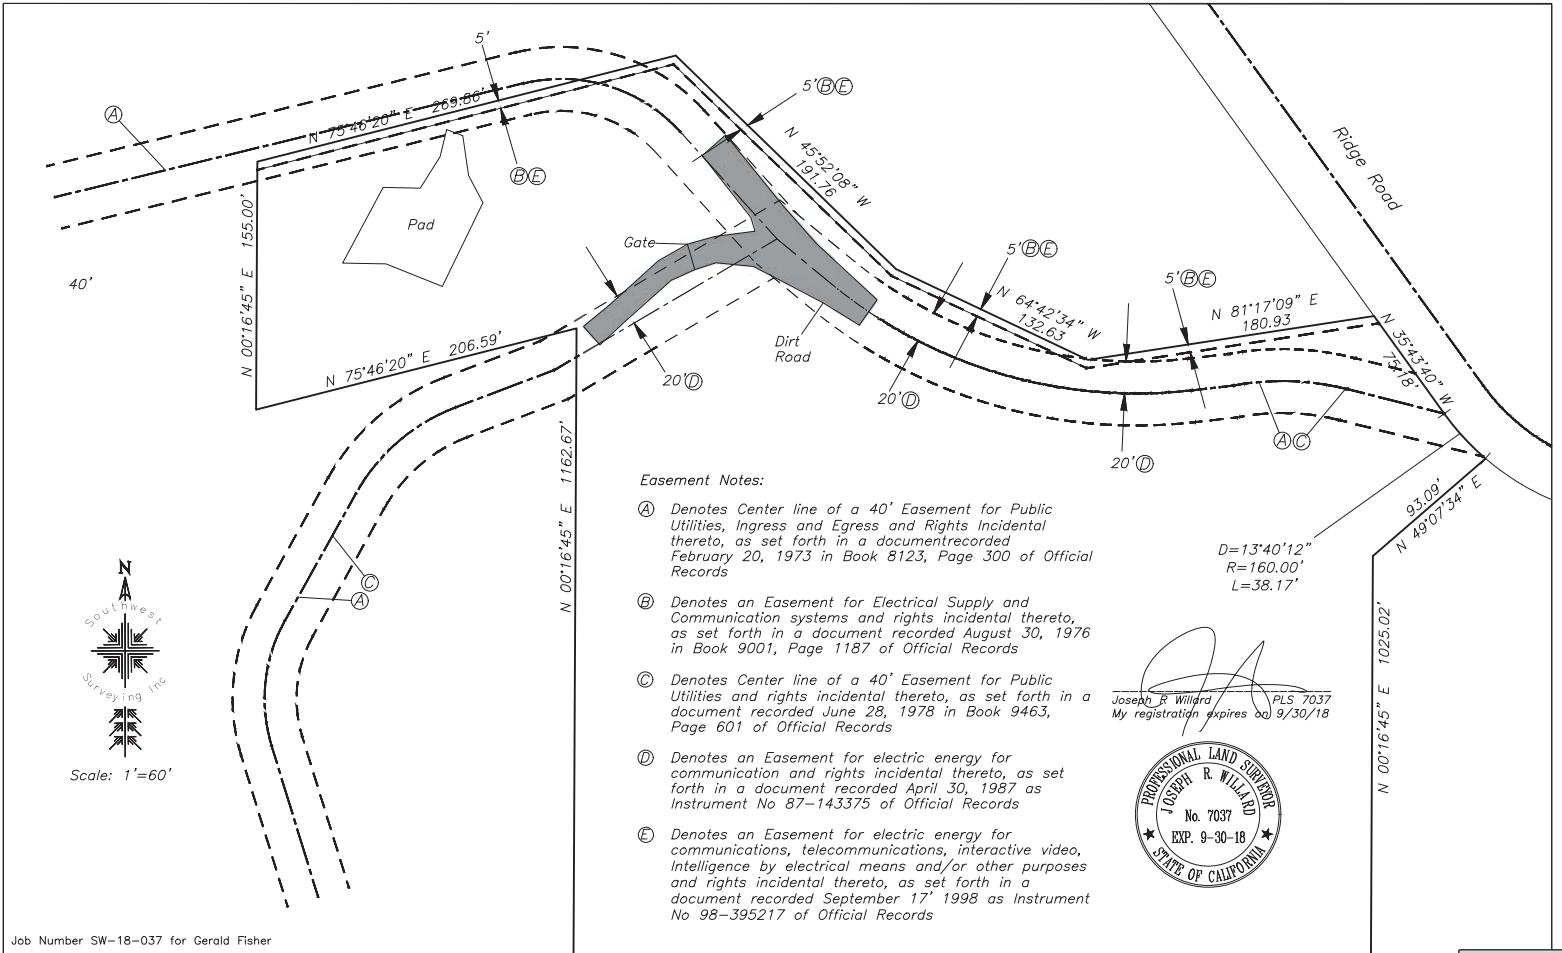 5'
5'ⒷⒺ
Ⓐ
N 75°46'20" E 269.86'
ⒷⒺ
N 45°52'08" W
191.76
Ridge Road
Pad
Gate
N 00°16'45" E 155.00'
40'
5'ⒷⒺ
5'ⒷⒺ
N 64°42'34" W
132.63
N 81°17'09" E
180.93
N 35°43'40" W
75.18'
Dirt
Road
N 75°46'20" E 206.59'
20'Ⓓ
20'Ⓓ
20'Ⓓ
ⒶⒸ
N 00°16'45" E 1162.67'
93.09'
N 49°07'34" E
D=13°40'12"
R=160.00'
L=38.17'
Ⓒ
Ⓐ
N 00°16'45" E 1025.02'
Easement Notes:
Ⓐ Denotes Center line of a 40' Easement for Public
Utilities, Ingress and Egress and Rights Incidental
thereto, as set forth in a documentrecorded
February 20, 1973 in Book 8123, Page 300 of Official
Records
Ⓑ Denotes an Easement for Electrical Supply and
Communication systems and rights incidental thereto,
as set forth in a document recorded August 30, 1976
in Book 9001, Page 1187 of Official Records
Ⓒ Denotes Center line of a 40' Easement for Public
Utilities and rights incidental thereto, as set forth in a
document recorded June 28, 1978 in Book 9463,
Page 601 of Official Records
Ⓓ Denotes an Easement for electric energy for
communication and rights incidental thereto, as set
forth in a document recorded April 30, 1987 as
Instrument No 87-143375 of Official Records
Ⓔ Denotes an Easement for electric energy for
communications, telecommunications, interactive video,
Intelligence by electrical means and/or other purposes
and rights incidental thereto, as set forth in a
document recorded September 17' 1998 as Instrument
No 98-395217 of Official Records
N
Southwest
Surveying Inc
Scale: 1'=60'
Joseph R Willard PLS 7037
My registration expires on 9/30/18
PROFESSIONAL LAND SURVEYOR
JOSEPH R. WILLARD
No. 7037
EXP. 9-30-18
STATE OF CALIFORNIA
Job Number SW-18-037 for Gerald Fisher